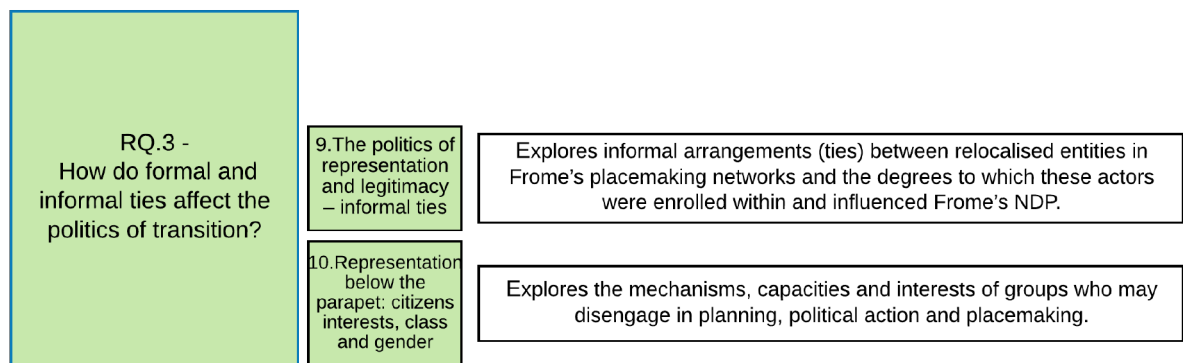 RQ.3 -
How do formal and
informal ties affect the
politics of transition?
9.The politics of
representation
and legitimacy
– informal ties
Explores informal arrangements (ties) between relocalised entities in
Frome's placemaking networks and the degrees to which these actors
were enrolled within and influenced Frome's NDP.
10.Representation
below the
parapet: citizens
interests, class
and gender
Explores the mechanisms, capacities and interests of groups who may
disengage in planning, political action and placemaking.